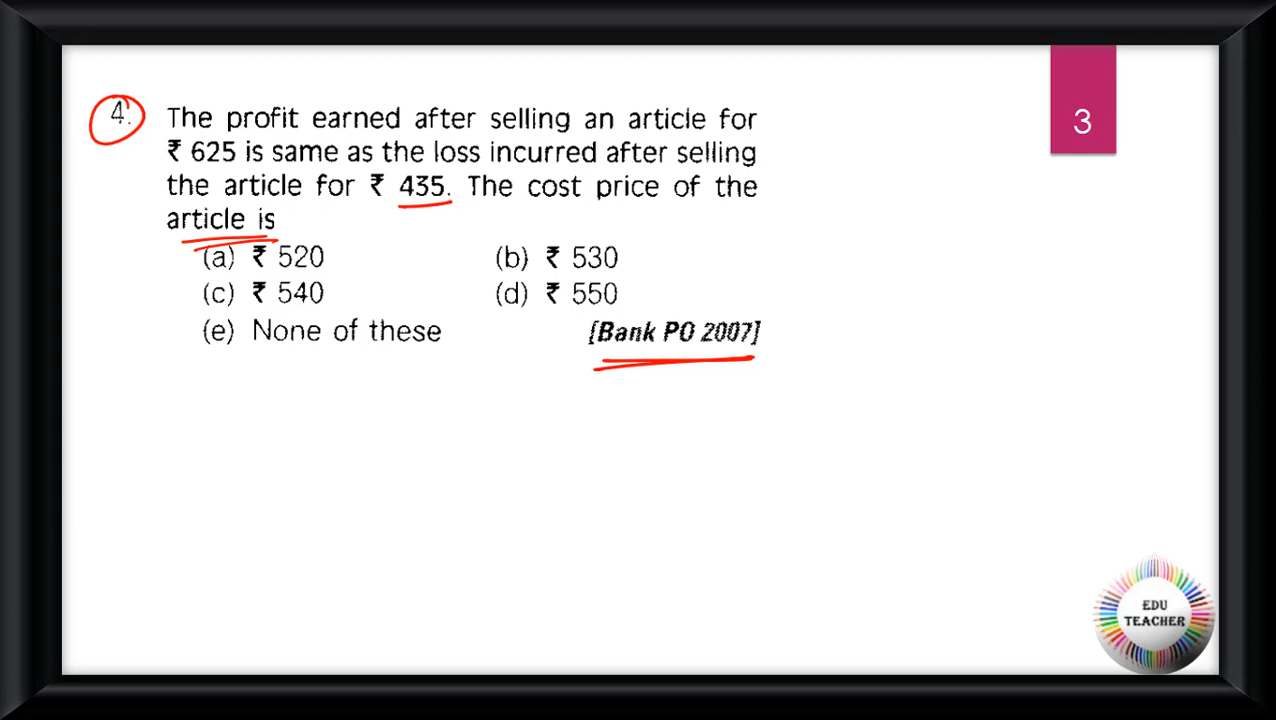 3
4.
The profit earned after selling an article for
₹ 625 is same as the loss incurred after selling
the article for ₹ 435. The cost price of the
article is
(a) ₹ 520 (b) ₹ 530
(c) ₹ 540 (d) ₹ 550
(e) None of these [Bank PO 2007]
EDU
TEACHER